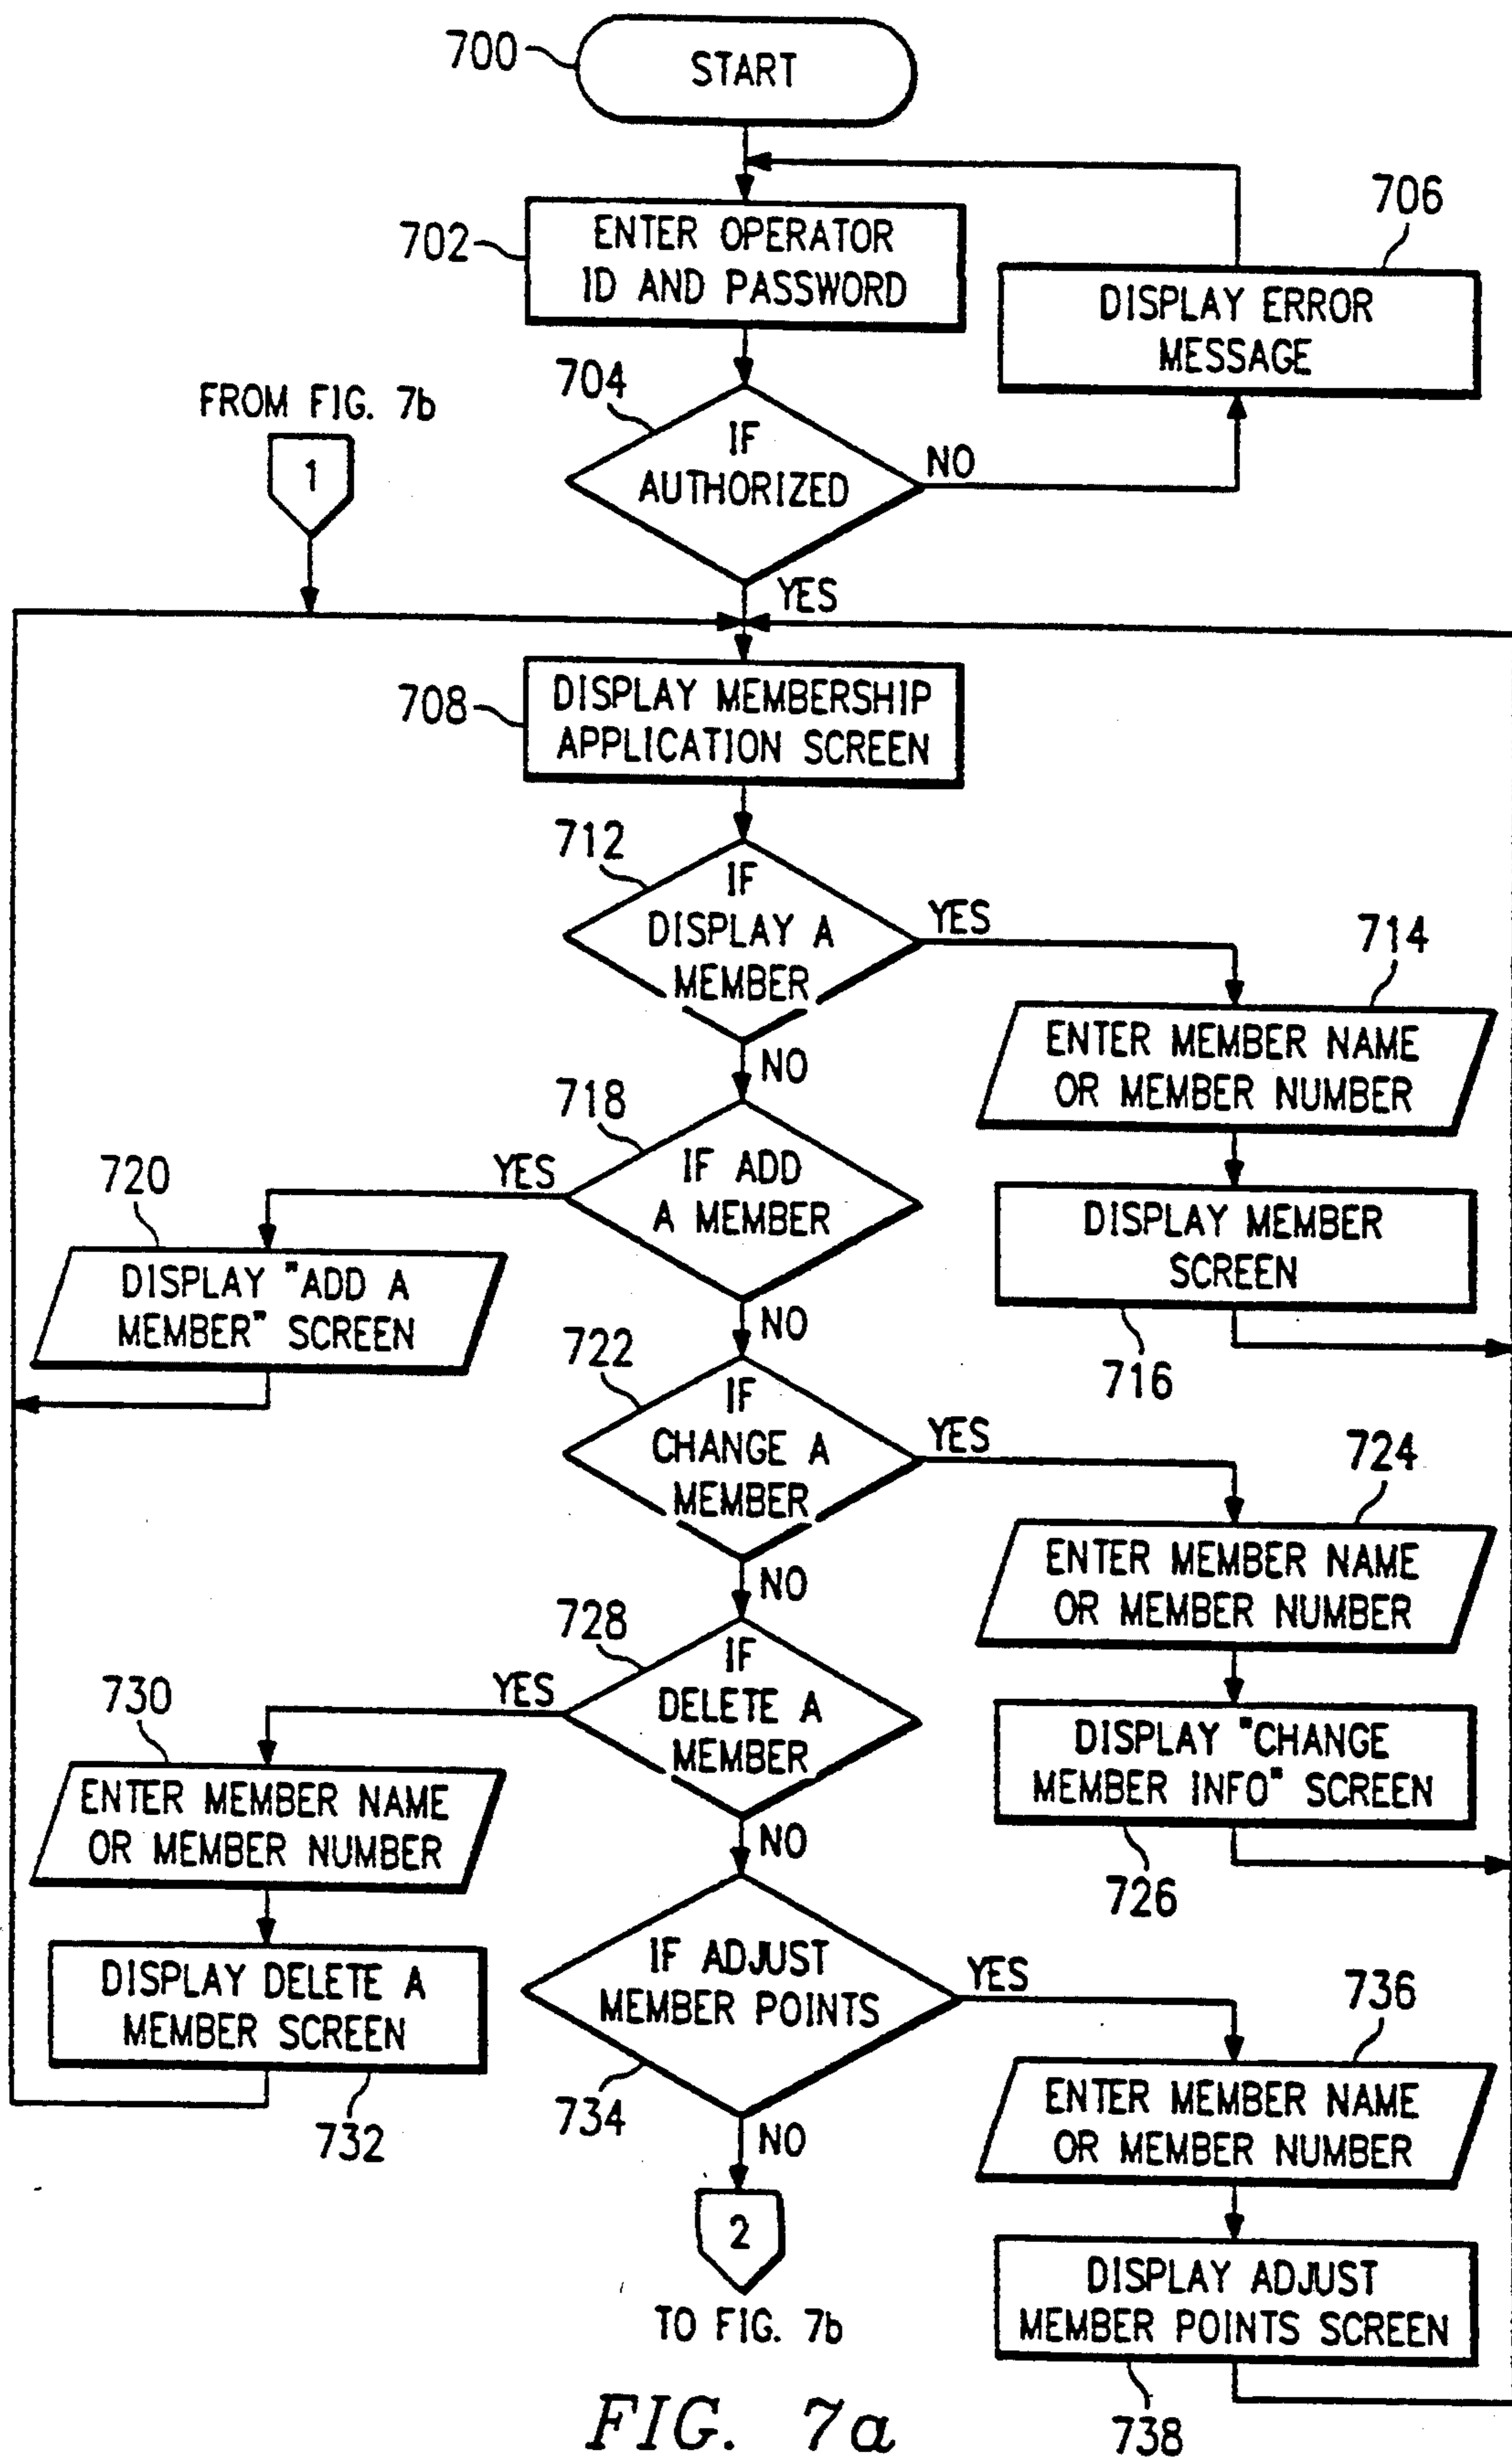 700
START
702
ENTER OPERATOR
ID AND PASSWORD
706
DISPLAY ERROR
MESSAGE
704
IF
AUTHORIZED
NO
YES
FROM FIG. 7b
1
708
DISPLAY MEMBERSHIP
APPLICATION SCREEN
712
IF
DISPLAY A
MEMBER
YES
NO
714
ENTER MEMBER NAME
OR MEMBER NUMBER
DISPLAY MEMBER
SCREEN
716
718
IF ADD
A MEMBER
YES
NO
720
DISPLAY "ADD A
MEMBER" SCREEN
722
IF
CHANGE A
MEMBER
YES
NO
724
ENTER MEMBER NAME
OR MEMBER NUMBER
DISPLAY "CHANGE
MEMBER INFO" SCREEN
726
728
IF
DELETE A
MEMBER
YES
NO
730
ENTER MEMBER NAME
OR MEMBER NUMBER
DISPLAY DELETE A
MEMBER SCREEN
732
IF ADJUST
MEMBER POINTS
734
YES
NO
736
ENTER MEMBER NAME
OR MEMBER NUMBER
DISPLAY ADJUST
MEMBER POINTS SCREEN
738
2
TO FIG. 7b
FIG. 7a